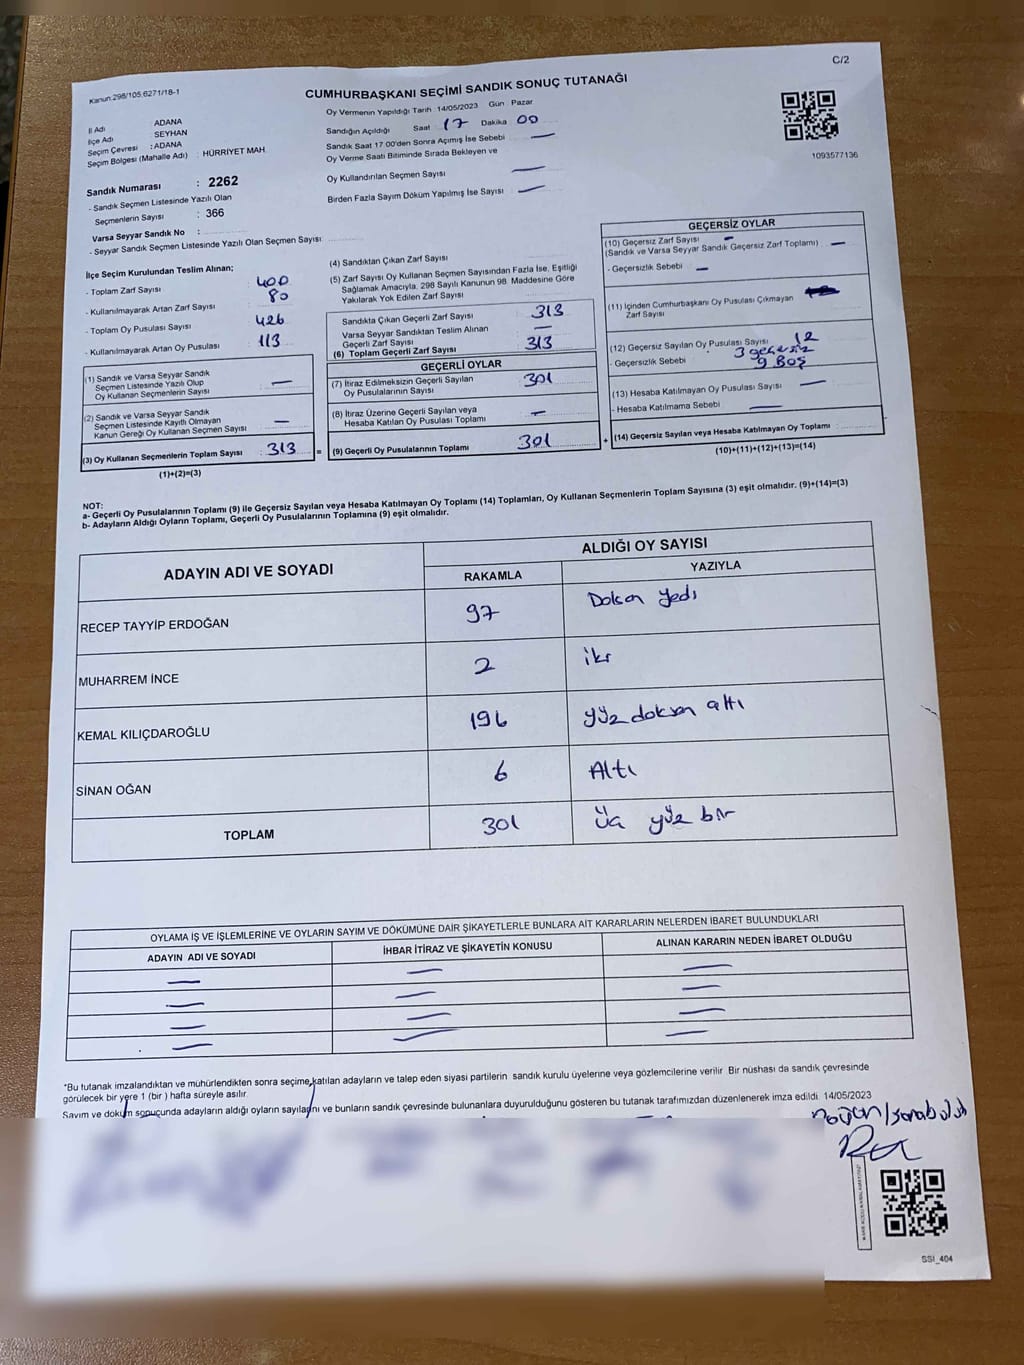 C/2
Kanun:298/105,6271/18-1
CUMHURBAŞKANI SEÇİMİ SANDIK SONUÇ TUTANAĞI
İl Adı ADANA
İlçe Adı SEYHAN
Seçim Çevresi : ADANA
Seçim Bölgesi (Mahalle Adı) : HÜRRİYET MAH.
Sandık Numarası : 2262
- Sandık Seçmen Listesinde Yazılı Olan
Seçmenlerin Sayısı : 366
Varsa Seyyar Sandık No :
- Seyyar Sandık Seçmen Listesinde Yazılı Olan Seçmen Sayısı
Oy Vermenin Yapıldığı Tarih 14/05/2023 Gün Pazar
Sandığın Açıldığı Saat 17 Dakika 00
Sandık Saat 17.00'den Sonra Açımış İse Sebebi —
Oy Verme Saati Bitiminde Sırada Bekleyen ve
Oy Kullandırılan Seçmen Sayısı —
Birden Fazla Sayım Döküm Yapılmış İse Sayısı —
1093577136
İlçe Seçim Kurulundan Teslim Alınan;
- Toplam Zarf Sayısı : 400
- Kullanılmayarak Artan Zarf Sayısı 80
- Toplam Oy Pusulası Sayısı 426
- Kullanılmayarak Artan Oy Pusulası 113
(1) Sandık ve Varsa Seyyar Sandık
Seçmen Listesinde Yazılı Olup
Oy Kullanan Seçmenlerin Sayısı —
(2) Sandık ve Varsa Seyyar Sandık
Seçmen Listesinde Kayıtlı Olmayan
Kanun Gereği Oy Kullanan Seçmen Sayısı —
(3) Oy Kullanan Seçmenlerin Toplam Sayısı : 313
(1)+(2)=(3)
(4) Sandıktan Çıkan Zarf Sayısı
(5) Zarf Sayısı Oy Kullanan Seçmen Sayısından Fazla İse, Eşitliği
Sağlamak Amacıyla, 298 Sayılı Kanunun 98. Maddesine Göre
Yakılarak Yok Edilen Zarf Sayısı
Sandıkta Çıkan Geçerli Zarf Sayısı 313
Varsa Seyyar Sandıktan Teslim Alınan
Geçerli Zarf Sayısı —
(6) Toplam Geçerli Zarf Sayısı 313
GEÇERLİ OYLAR
(7) İtiraz Edilmeksizin Geçerli Sayılan
Oy Pusulalarının Sayısı 301
(8) İtiraz Üzerine Geçerli Sayılan veya
Hesaba Katılan Oy Pusulası Toplamı —
= (9) Geçerli Oy Pusulalarının Toplamı 301
GEÇERSİZ OYLAR
(10) Geçersiz Zarf Sayısı —
(Sandık ve Varsa Seyyar Sandık Geçersiz Zarf Toplamı) —
- Geçersizlik Sebebi —
(11) İçinden Cumhurbaşkanı Oy Pusulası Çıkmayan
Zarf Sayısı
(12) Geçersiz Sayılan Oy Pusulası Sayısı 12
- Geçersizlik Sebebi : 3 geçersiz
9 BOŞ
(13) Hesaba Katılmayan Oy Pusulası Sayısı —
- Hesaba Katılmama Sebebi —
+ (14) Geçersiz Sayılan veya Hesaba Katılmayan Oy Toplamı
(10)+(11)+(12)+(13)=(14)
NOT:
a- Geçerli Oy Pusulalarının Toplamı (9) ile Geçersiz Sayılan veya Hesaba Katılmayan Oy Toplamı (14) Toplamları, Oy Kullanan Seçmenlerin Toplam Sayısına (3) eşit olmalıdır. (9)+(14)=(3)
b- Adayların Aldığı Oyların Toplamı, Geçerli Oy Pusulalarının Toplamına (9) eşit olmalıdır.
ADAYIN ADI VE SOYADI
ALDIĞI OY SAYISI
RAKAMLA YAZIYLA
RECEP TAYYİP ERDOĞAN 97 Doksan Yedi
MUHARREM İNCE 2 iki
KEMAL KILIÇDAROĞLU 196 yüz doksan altı
SİNAN OĞAN 6 Altı
TOPLAM 301 Üç yüz bir
OYLAMA İŞ VE İŞLEMLERİNE VE OYLARIN SAYIM VE DÖKÜMÜNE DAİR ŞİKAYETLERLE BUNLARA AİT KARARLARIN NELERDEN İBARET BULUNDUKLARI
ADAYIN ADI VE SOYADI İHBAR İTİRAZ VE ŞİKAYETİN KONUSU ALINAN KARARIN NEDEN İBARET OLDUĞU
— — —
— — —
— — —
— — —
*Bu tutanak imzalandıktan ve mühürlendikten sonra seçime katılan adayların ve talep eden siyasi partilerin sandık kurulu üyelerine veya gözlemcilerine verilir. Bir nüshası da sandık çevresinde
görülecek bir yere 1 (bir ) hafta süreyle asılır.
Sayım ve döküm sonucunda adayların aldığı oyların sayılarını ve bunların sandık çevresinde bulunanlara duyurulduğunu gösteren bu tutanak tarafımızdan düzenlenerek imza edildi. 14/05/2023
SSI_404